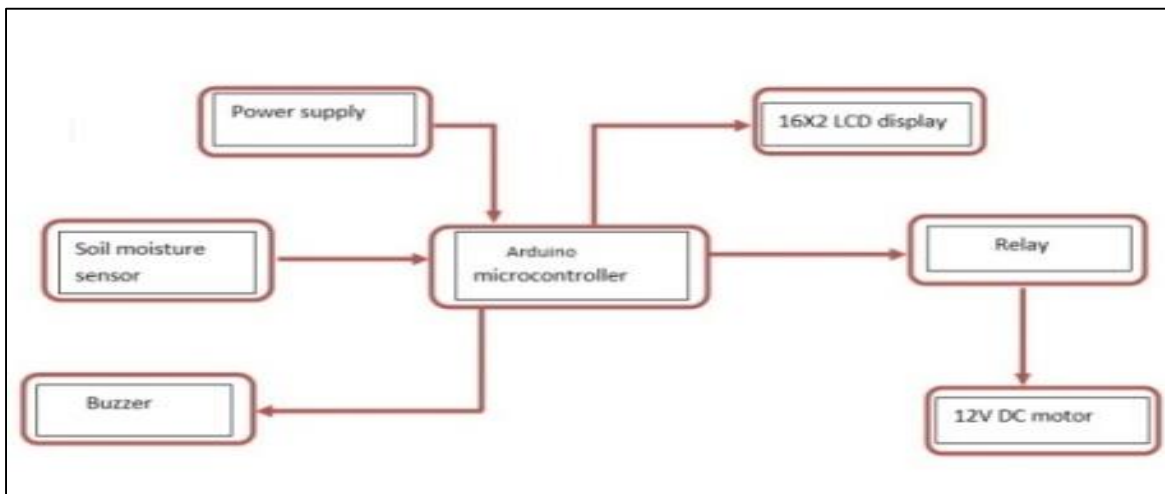 Power supply
16X2 LCD display
Soil moisture
sensor
Arduino
microcontroller
Relay
Buzzer
12V DC motor